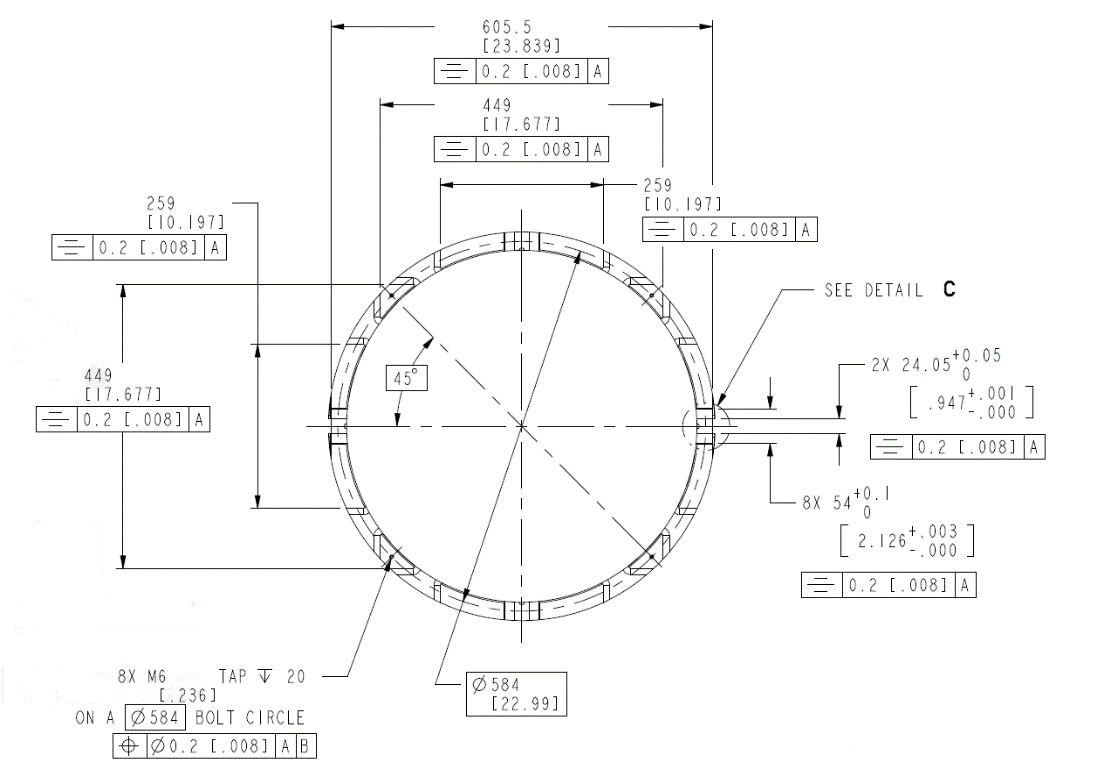 605.5
[23.839]
0.2 [.008] A
449
[17.677]
0.2 [.008] A
259
[10.197]
0.2 [.008] A
259
[10.197]
0.2 [.008] A
SEE DETAIL C
45°
449
[17.677]
0.2 [.008] A
2X 24.05 +0.05
0
[.947 +.001
-.000]
0.2 [.008] A
8X 54 +0.1
0
[2.126 +.003
-.000]
0.2 [.008] A
8X M6 TAP ↧ 20
[.236]
ON A ⌀584 BOLT CIRCLE
⌖ ⌀0.2 [.008] A B
⌀584
[22.99]